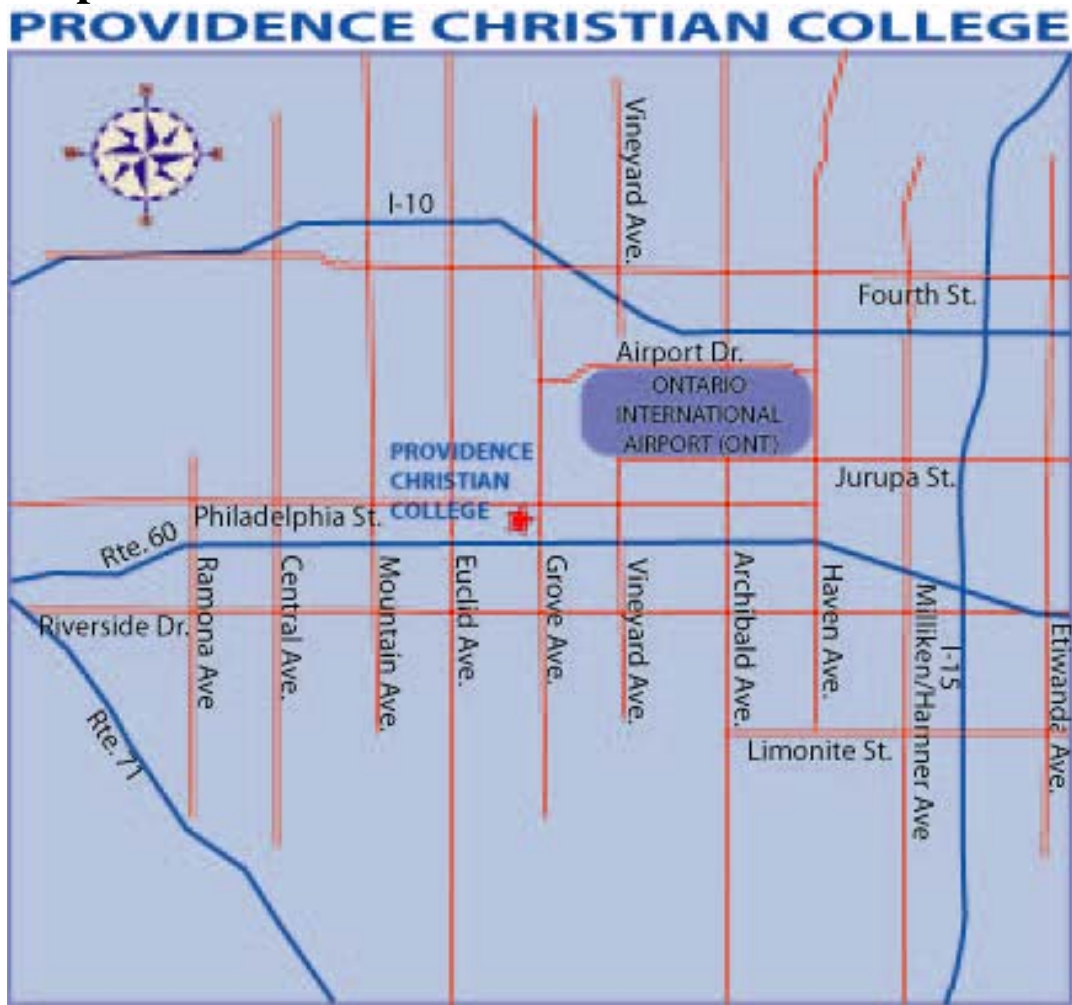 PROVIDENCE CHRISTIAN COLLEGE
Vineyard Ave.
I-10
Fourth St.
Airport Dr.
ONTARIO
INTERNATIONAL
AIRPORT (ONT)
PROVIDENCE
CHRISTIAN
COLLEGE
Jurupa St.
Philadelphia St.
Rte. 60
Ramona Ave
Central Ave.
Mountain Ave.
Euclid Ave.
Grove Ave.
Vineyard Ave.
Archibald Ave.
Haven Ave.
Milliken/Hamner Ave
I-15
Etiwanda Ave.
Riverside Dr.
Rte. 71
Limonite St.